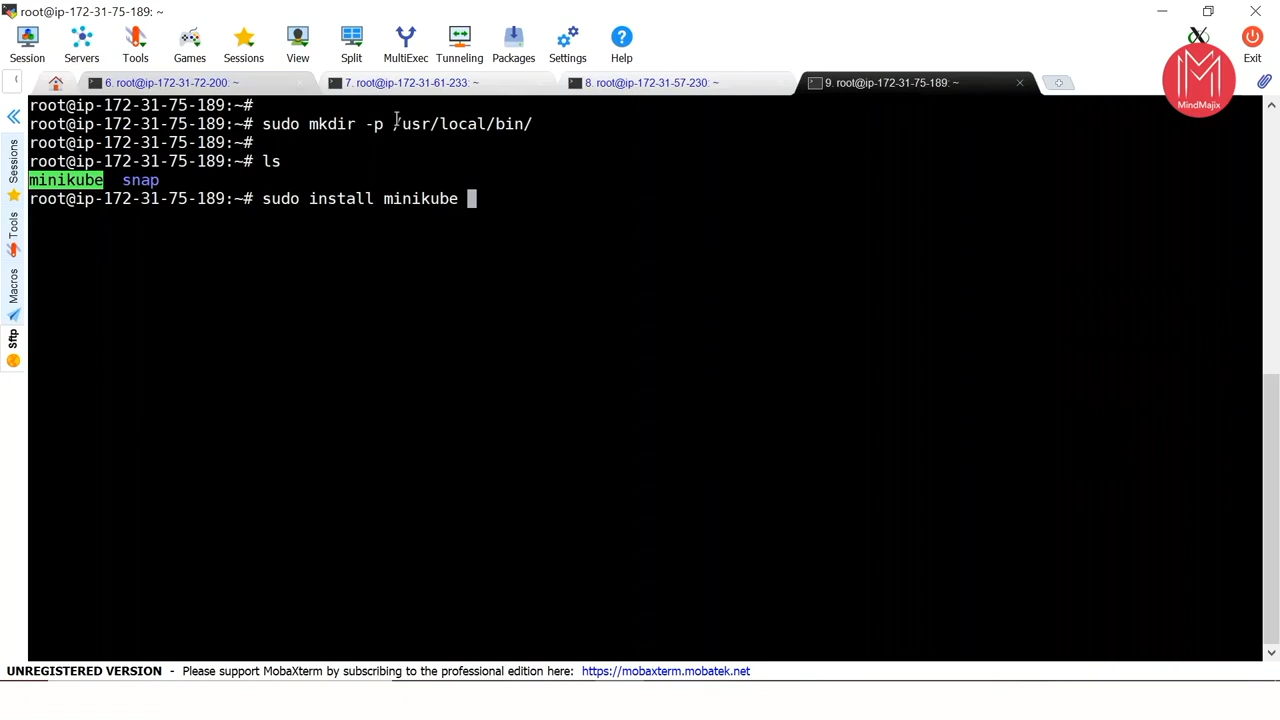 root@ip-172-31-75-189: ~
Session Servers Tools Games Sessions View Split MultiExec Tunneling Packages Settings Help Exit
MindMajix
6. root@ip-172-31-72-200: ~ 7. root@ip-172-31-61-233: ~ 8. root@ip-172-31-57-230: ~ 9. root@ip-172-31-75-189: ~
Sessions
Tools
Macros
Sftp
root@ip-172-31-75-189:~#
root@ip-172-31-75-189:~# sudo mkdir -p /usr/local/bin/
root@ip-172-31-75-189:~#
root@ip-172-31-75-189:~# ls
minikube snap
root@ip-172-31-75-189:~# sudo install minikube
UNREGISTERED VERSION - Please support MobaXterm by subscribing to the professional edition here: https://mobaxterm.mobatek.net